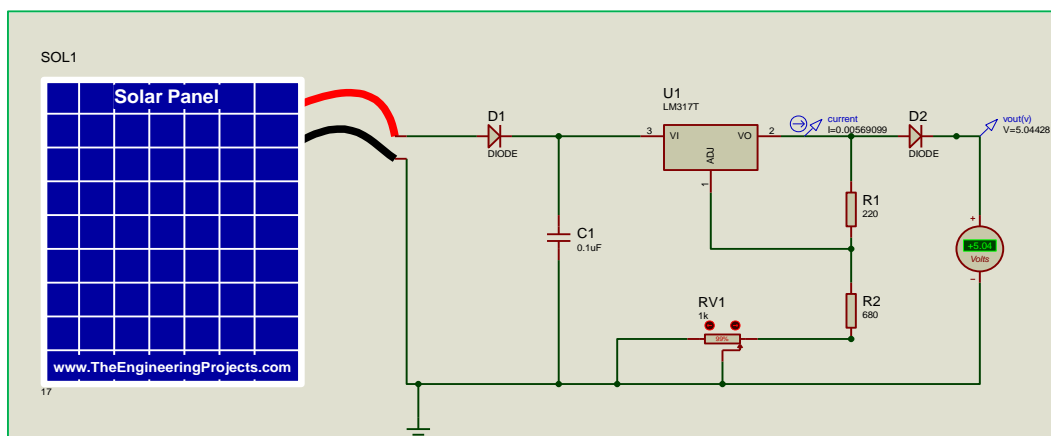 SOL1
Solar Panel
www.TheEngineeringProjects.com
17
D1
DIODE
C1
0.1uF
U1
LM317T
3
VI
VO
2
ADJ
1
current
I=0.00569099
D2
DIODE
vout(v)
V=5.04428
R1
220
+
+5.04
Volts
R2
680
RV1
1k
99%